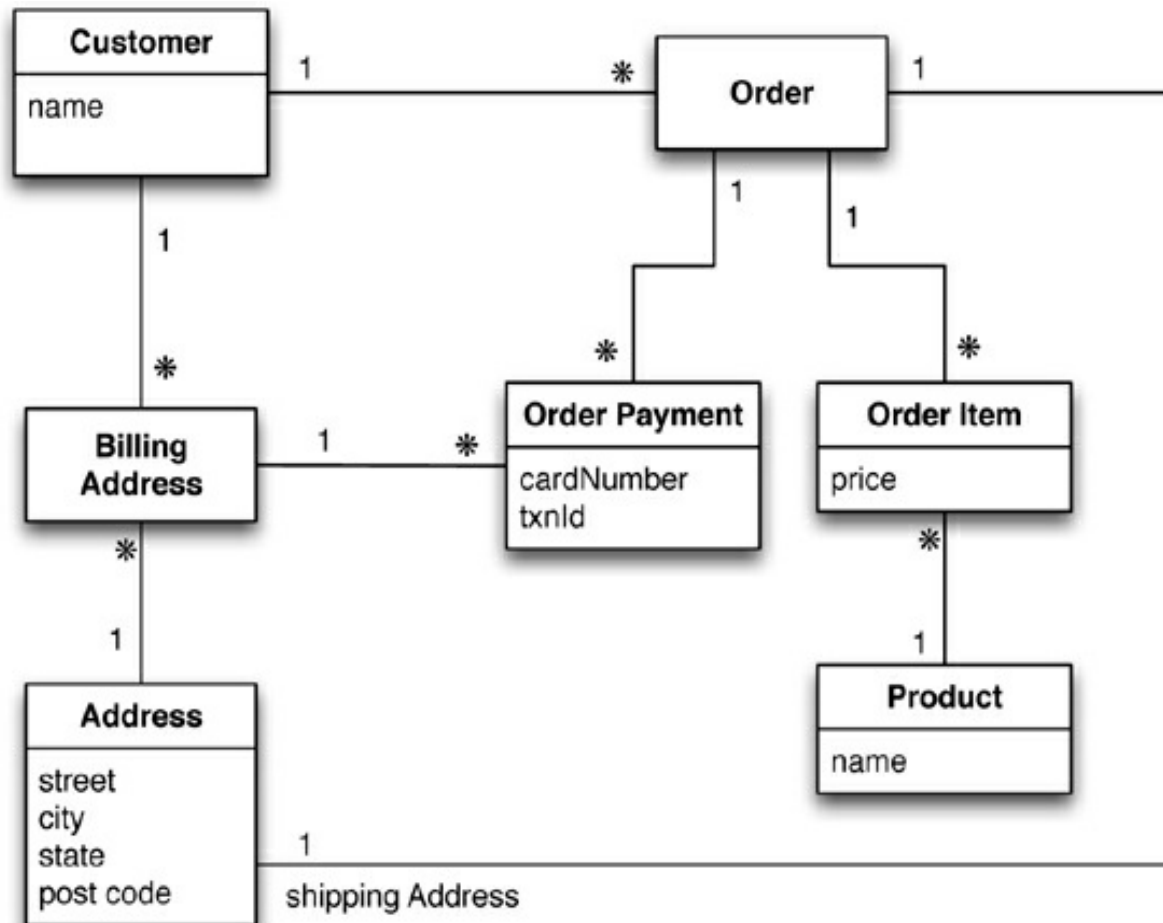 Customer
name
1
*
Order
1
1
*
1
*
1
*
Billing
Address
1
*
Order Payment
cardNumber
txnId
Order Item
price
*
1
*
1
Address
street
city
state
post code
Product
name
1
shipping Address